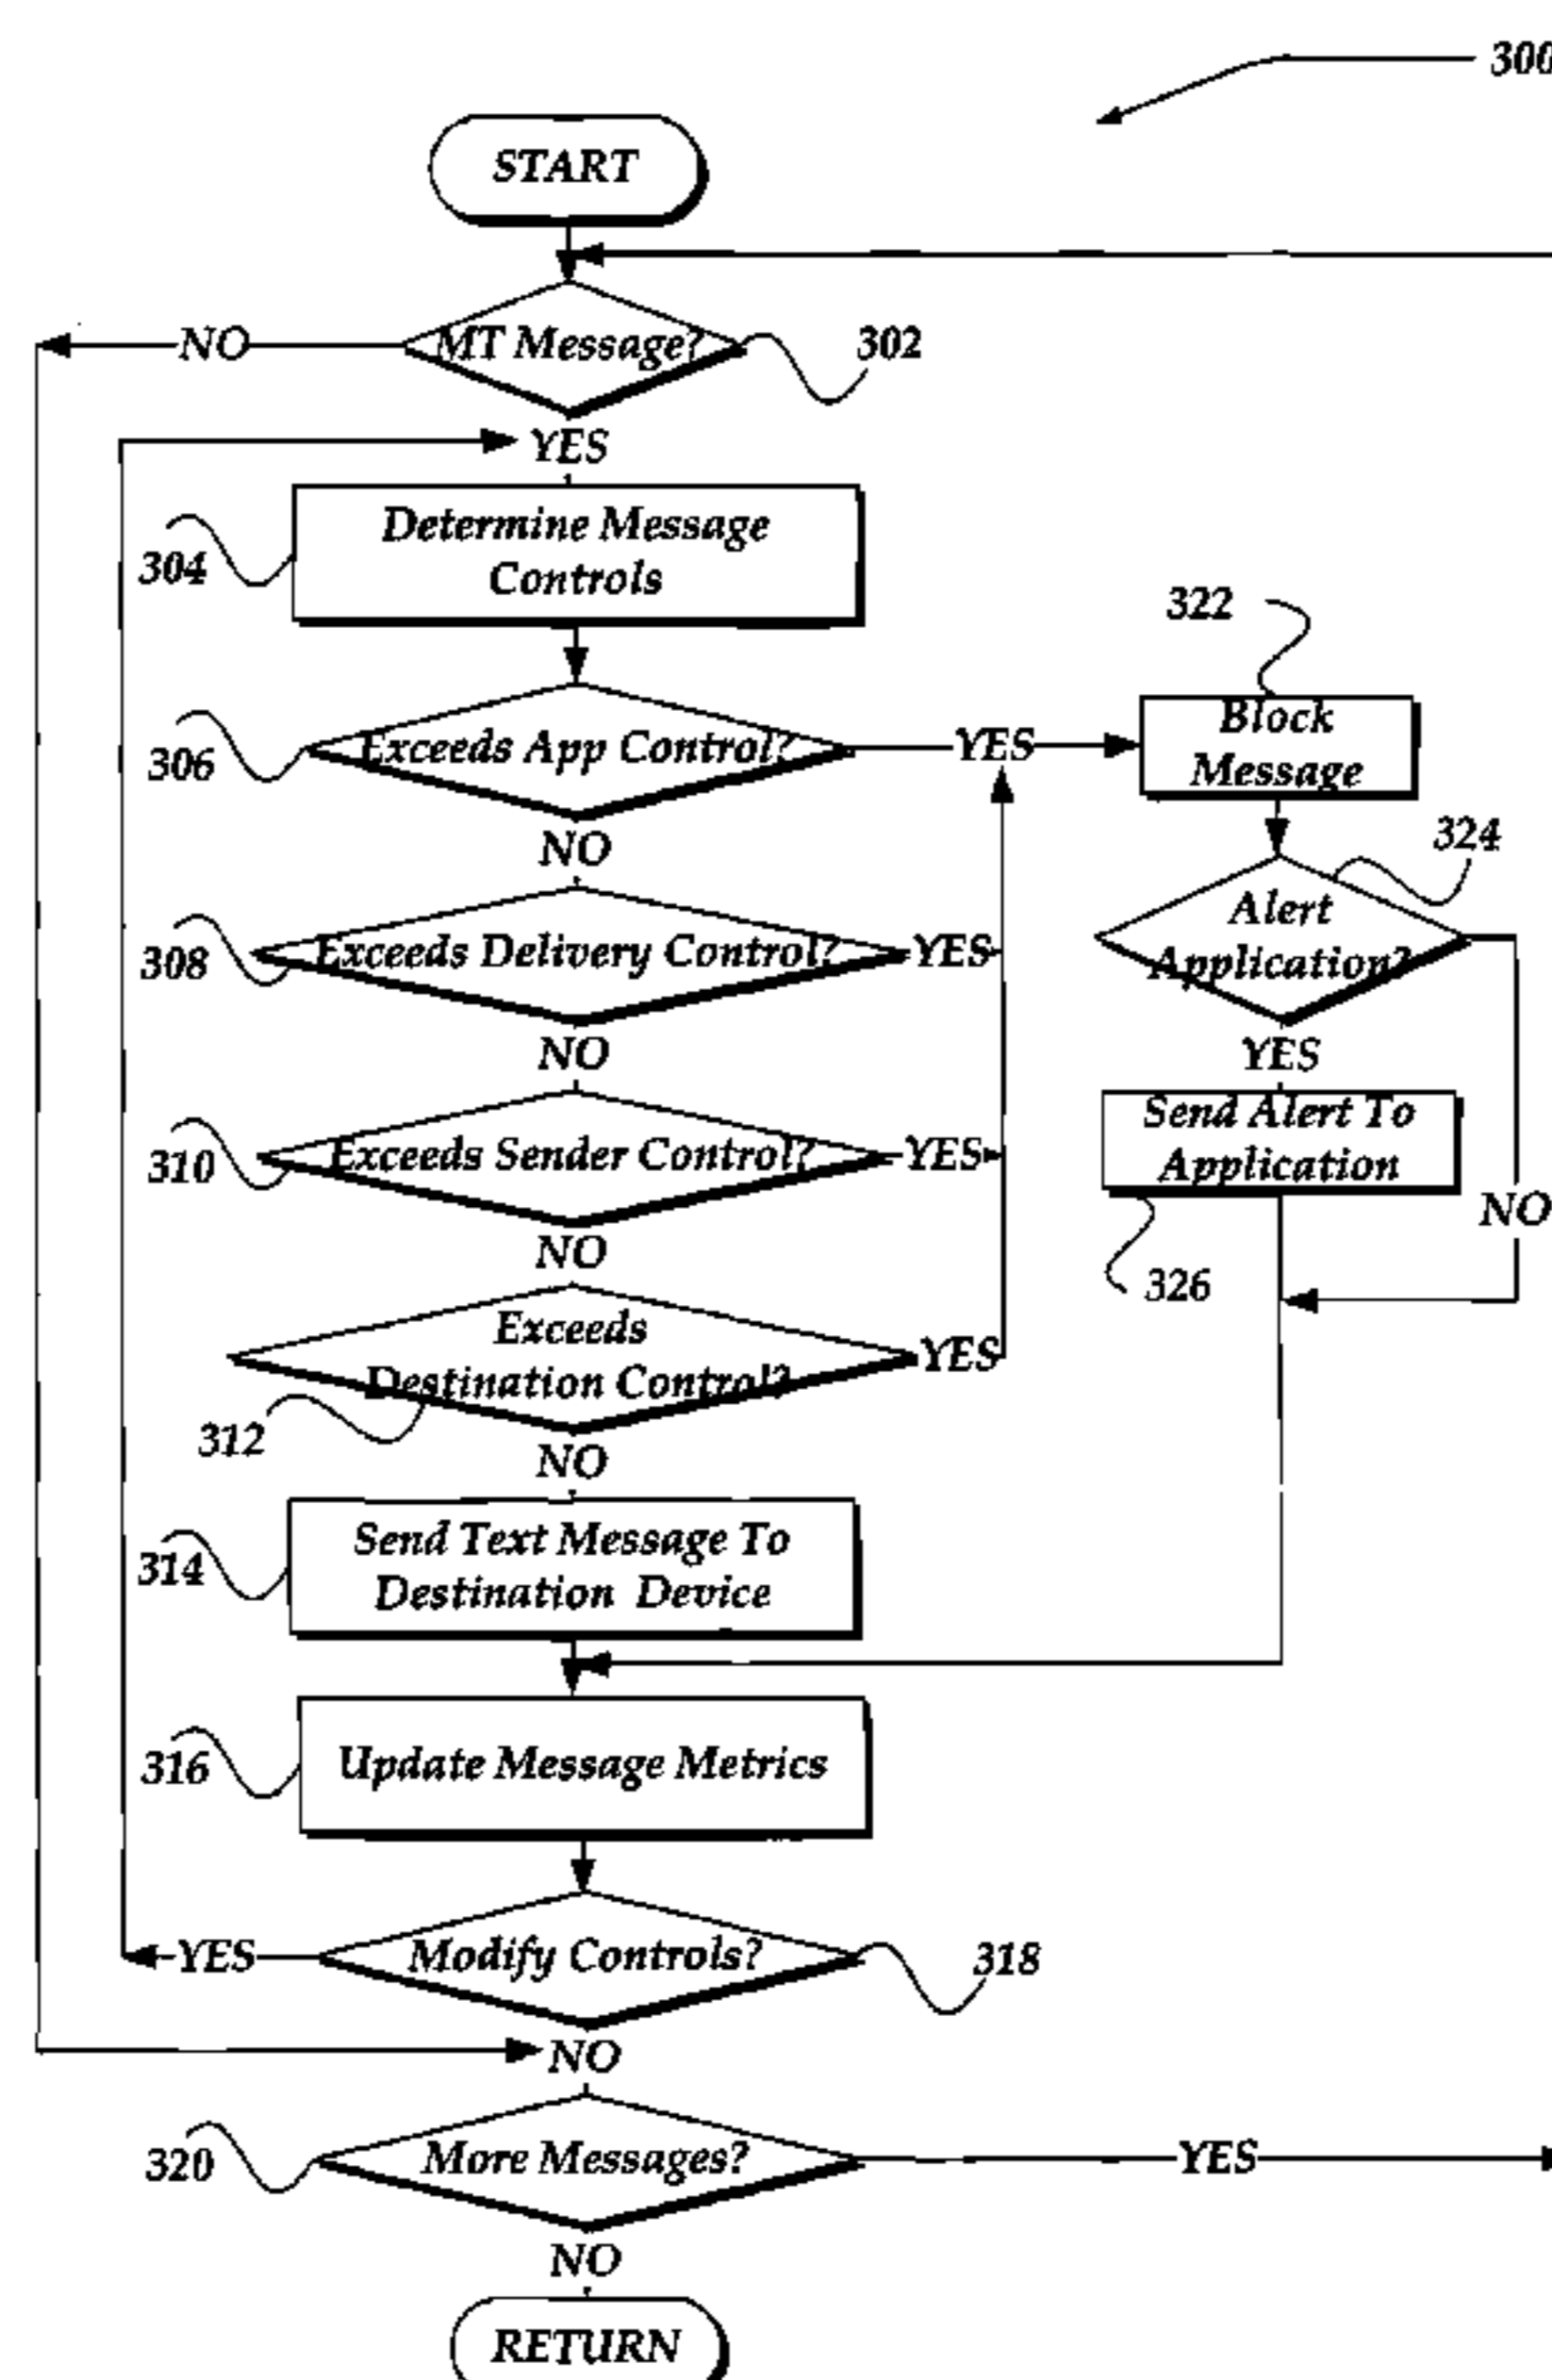 300
START
NO
MT Message?
302
YES
304
Determine Message
Controls
322
306
Exceeds App Control?
YES
Block
Message
NO
324
308
Exceeds Delivery Control?
YES
Alert
Application?
NO
YES
310
Exceeds Sender Control?
YES
Send Alert To
Application
NO
NO
326
Exceeds
Destination Control?
YES
312
NO
314
Send Text Message To
Destination Device
316
Update Message Metrics
YES
Modify Controls?
318
NO
320
More Messages?
YES
NO
RETURN